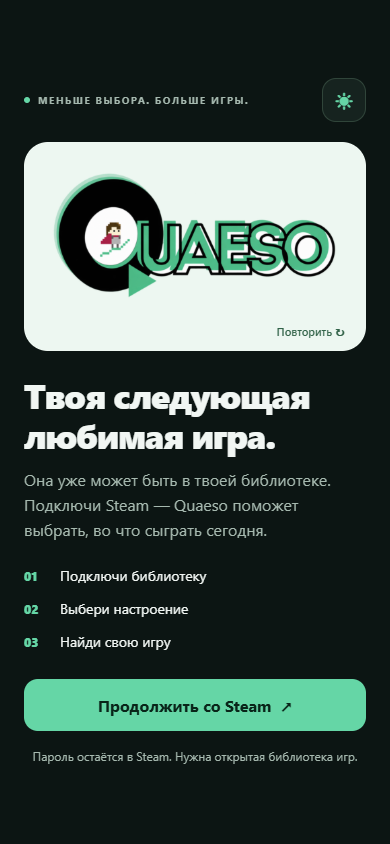 МЕНЬШЕ ВЫБОРА. БОЛЬШЕ ИГРЫ.
QUAESO
Повторить ↻
Твоя следующая
любимая игра.
Она уже может быть в твоей библиотеке.
Подключи Steam — Quaeso поможет
выбрать, во что сыграть сегодня.
01 Подключи библиотеку
02 Выбери настроение
03 Найди свою игру
Продолжить со Steam ↗
Пароль остаётся в Steam. Нужна открытая библиотека игр.